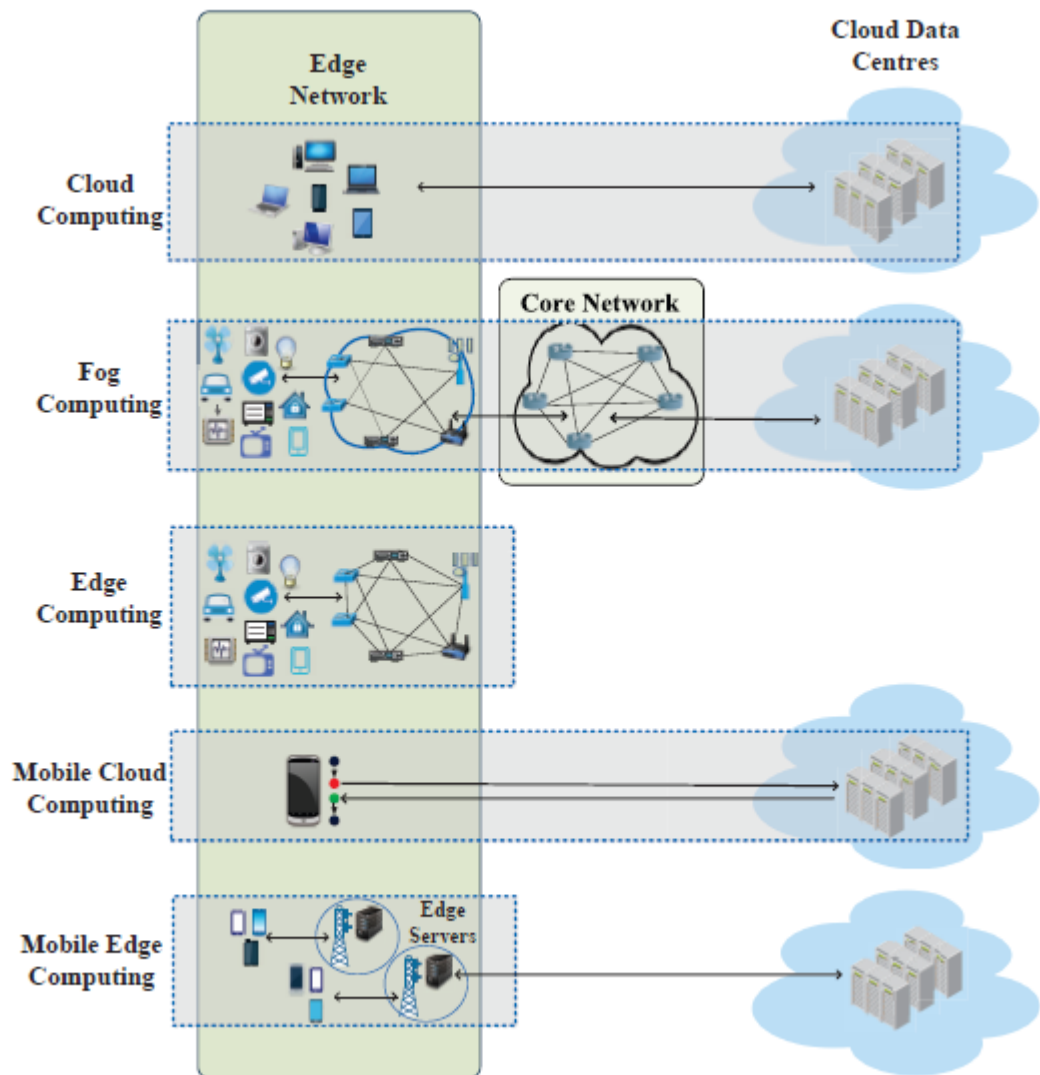 Cloud Data
Centres
Edge
Network
Cloud
Computing
Core Network
Fog
Computing
Edge
Computing
Mobile Cloud
Computing
Edge
Servers
Mobile Edge
Computing